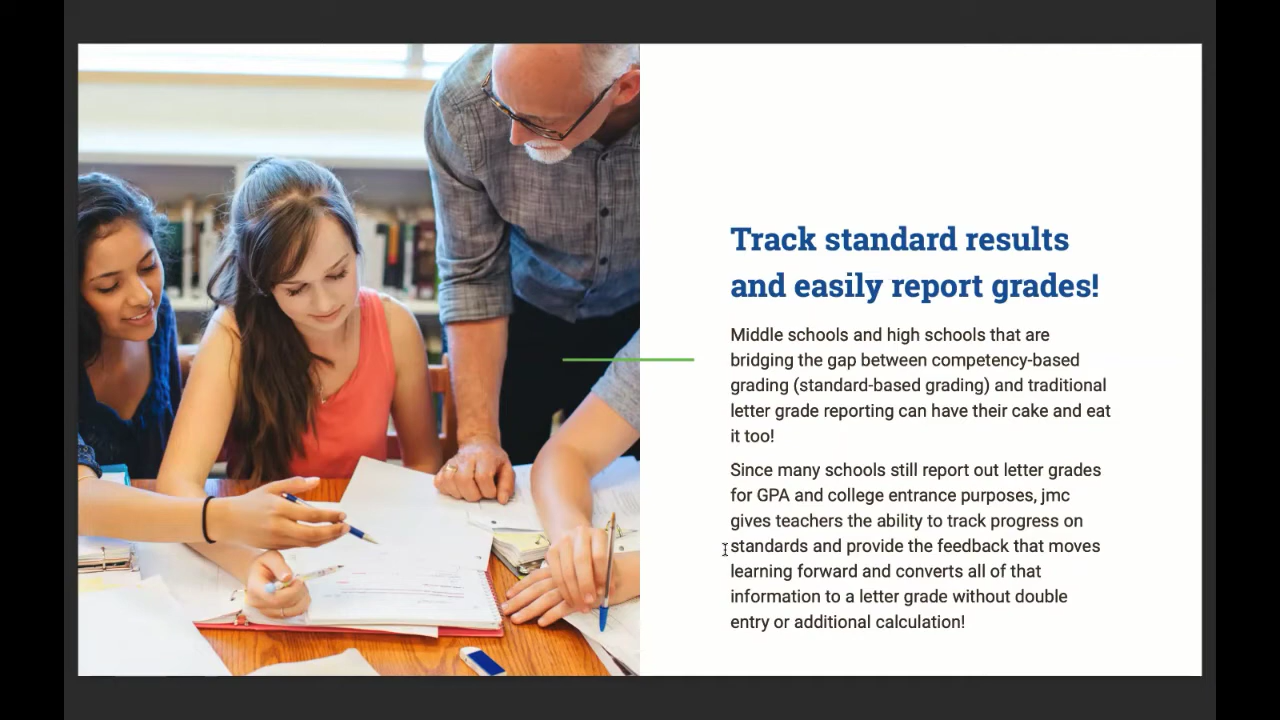 Track standard results
and easily report grades!
Middle schools and high schools that are
bridging the gap between competency-based
grading (standard-based grading) and traditional
letter grade reporting can have their cake and eat
it too!
Since many schools still report out letter grades
for GPA and college entrance purposes, jmc
gives teachers the ability to track progress on
standards and provide the feedback that moves
learning forward and converts all of that
information to a letter grade without double
entry or additional calculation!